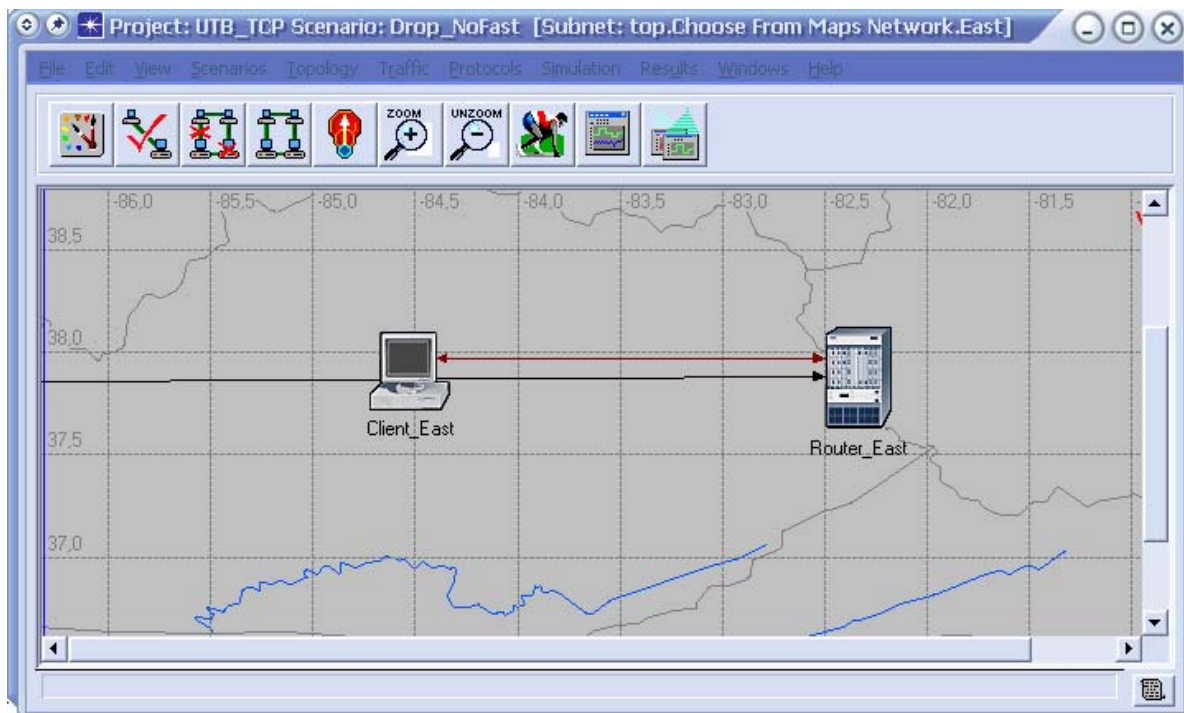 Project: UTB_TCP Scenario: Drop_NoFast [Subnet: top.Choose From Maps Network.East]
File Edit View Scenarios Topology Traffic Protocols Simulation Results Windows Help
ZOOM UNZOOM
-86,0 -85,5 -85,0 -84,5 -84,0 -83,5 -83,0 -82,5 -82,0 -81,5
38,5
38,0
Client_East
37,5
Router_East
37,0